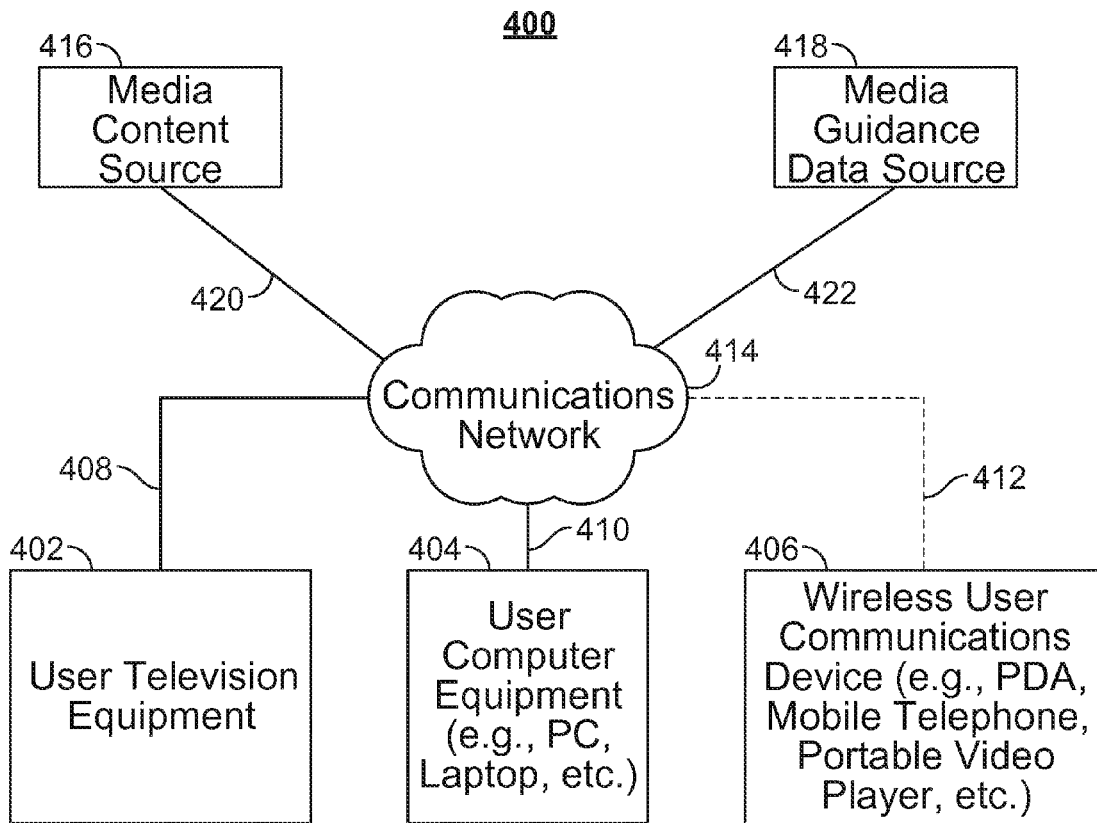 400
416
Media
Content
Source
418
Media
Guidance
Data Source
420
422
414
Communications
Network
408
410
412
402
User Television
Equipment
404
User
Computer
Equipment
(e.g., PC,
Laptop, etc.)
406
Wireless User
Communications
Device (e.g., PDA,
Mobile Telephone,
Portable Video
Player, etc.)